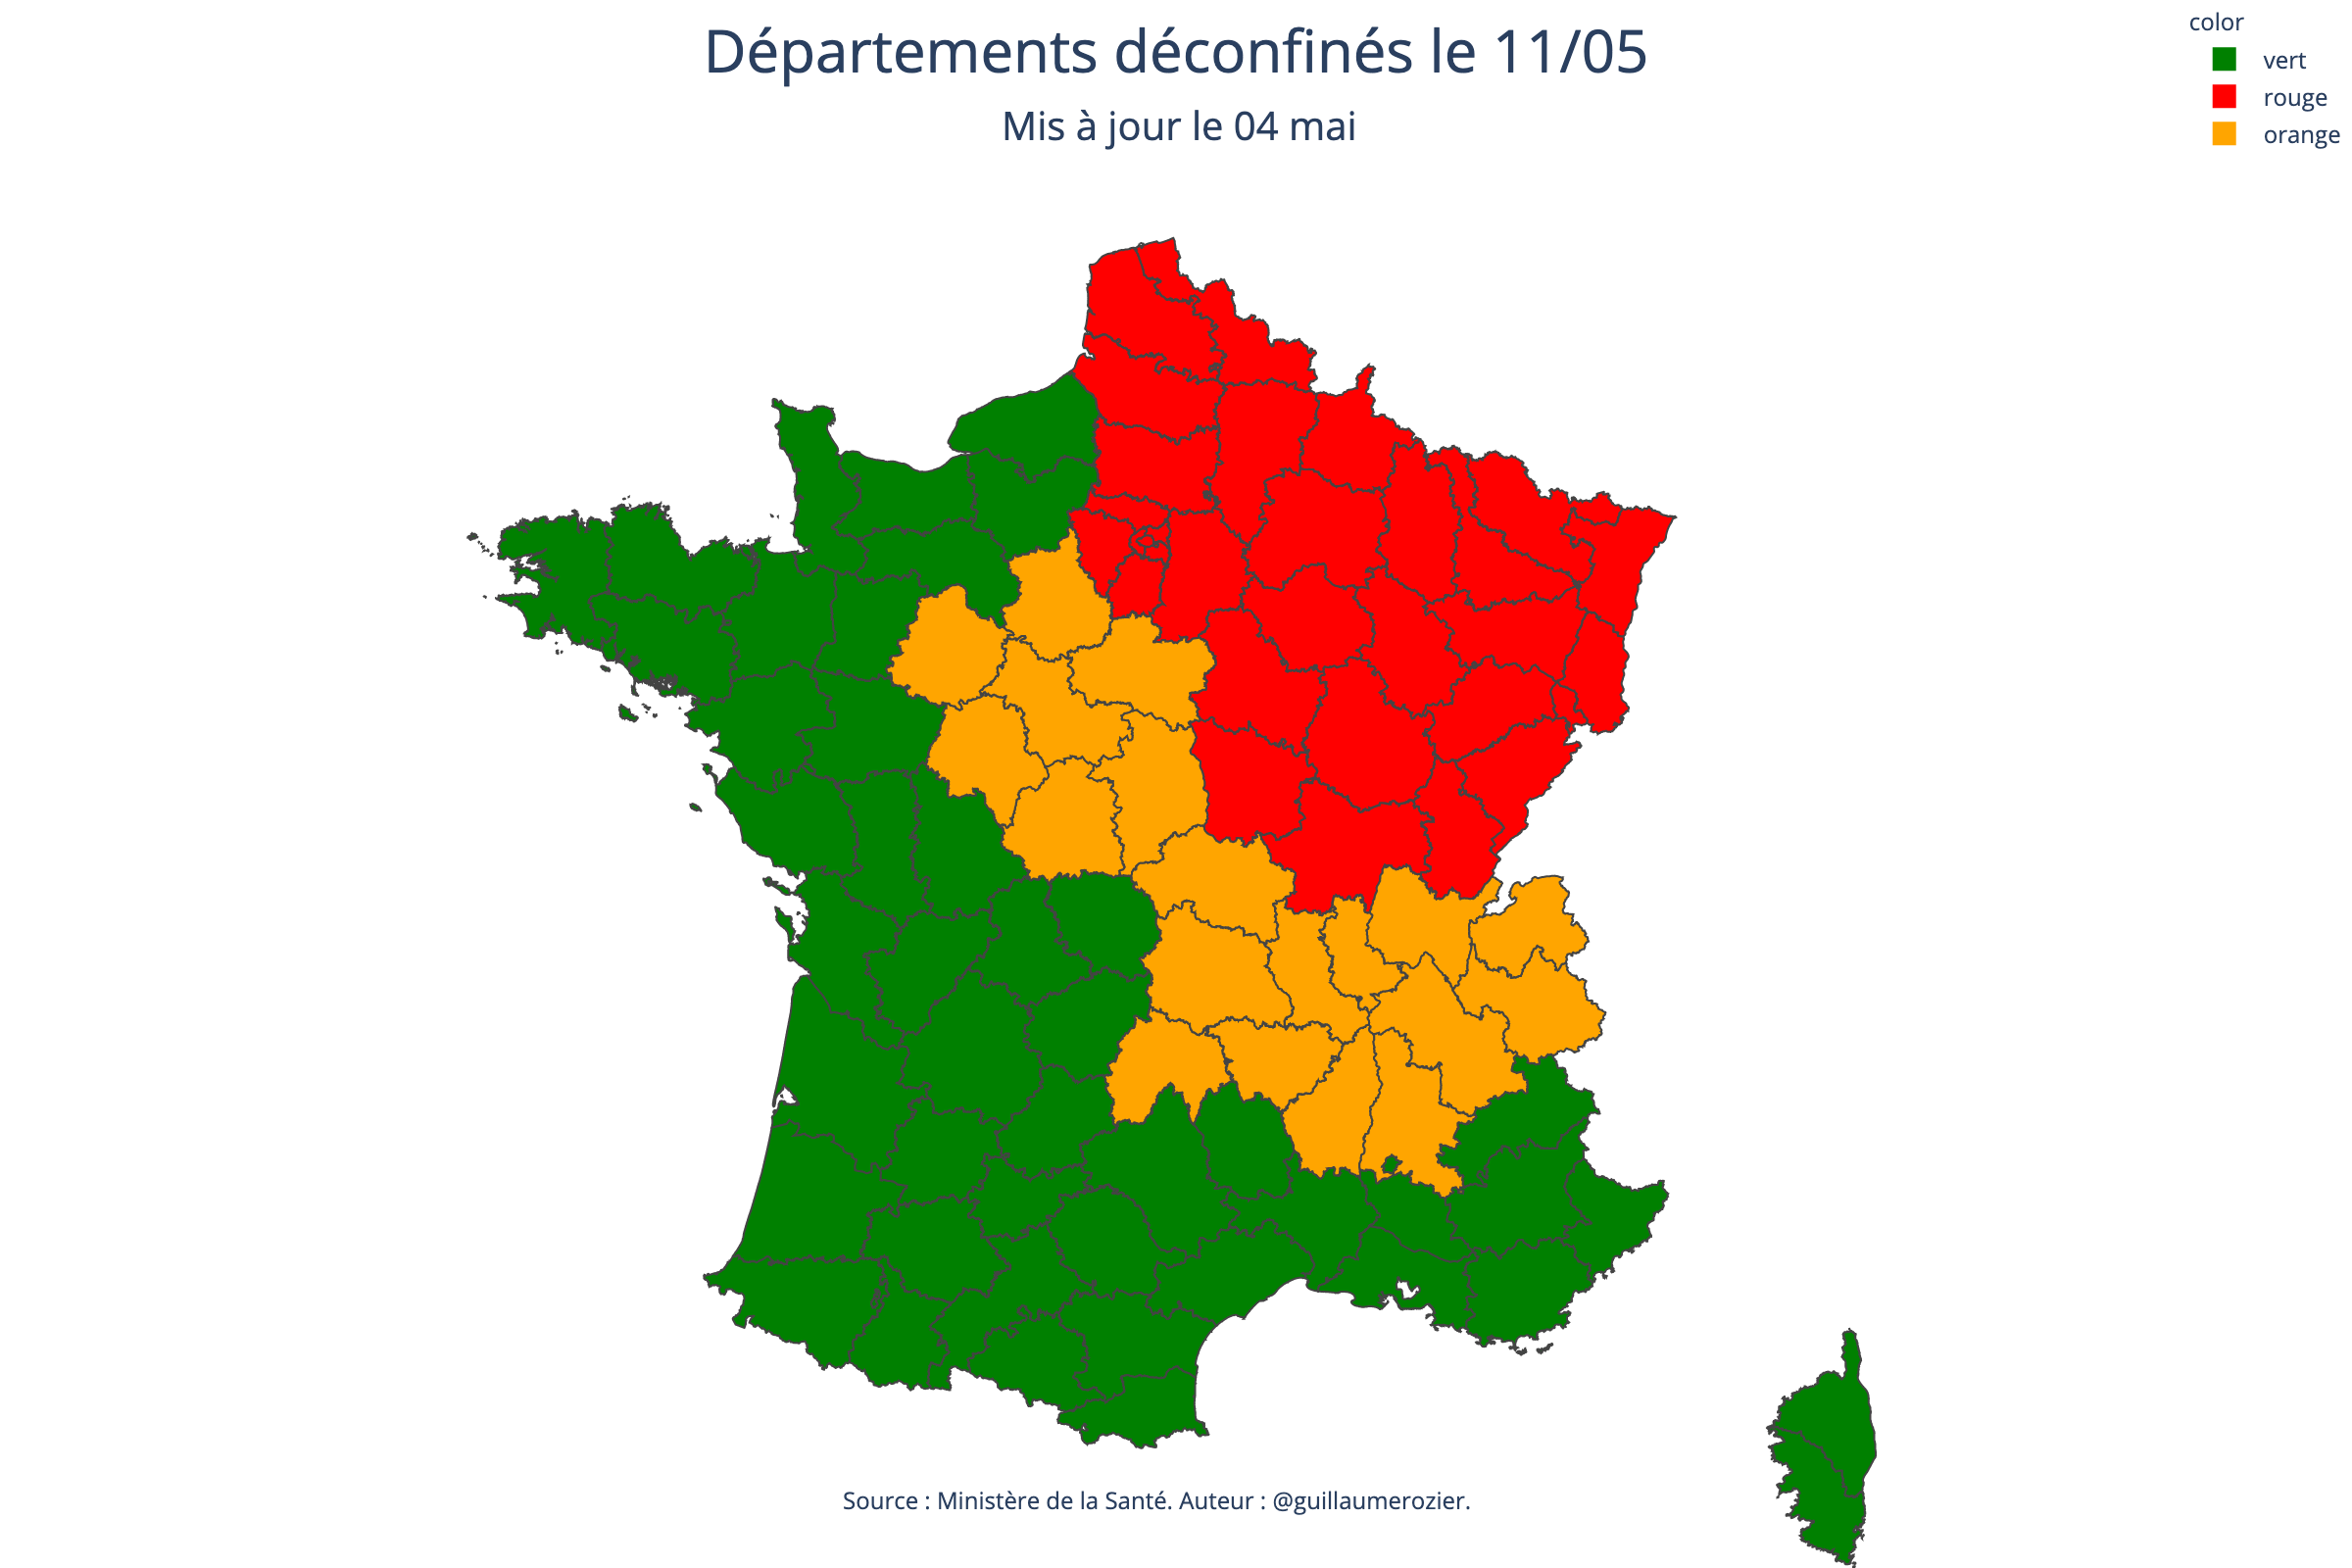 Départements déconfinés le 11/05
Mis à jour le 04 mai
color
vert
rouge
orange
Source : Ministère de la Santé. Auteur : @guillaumerozier.